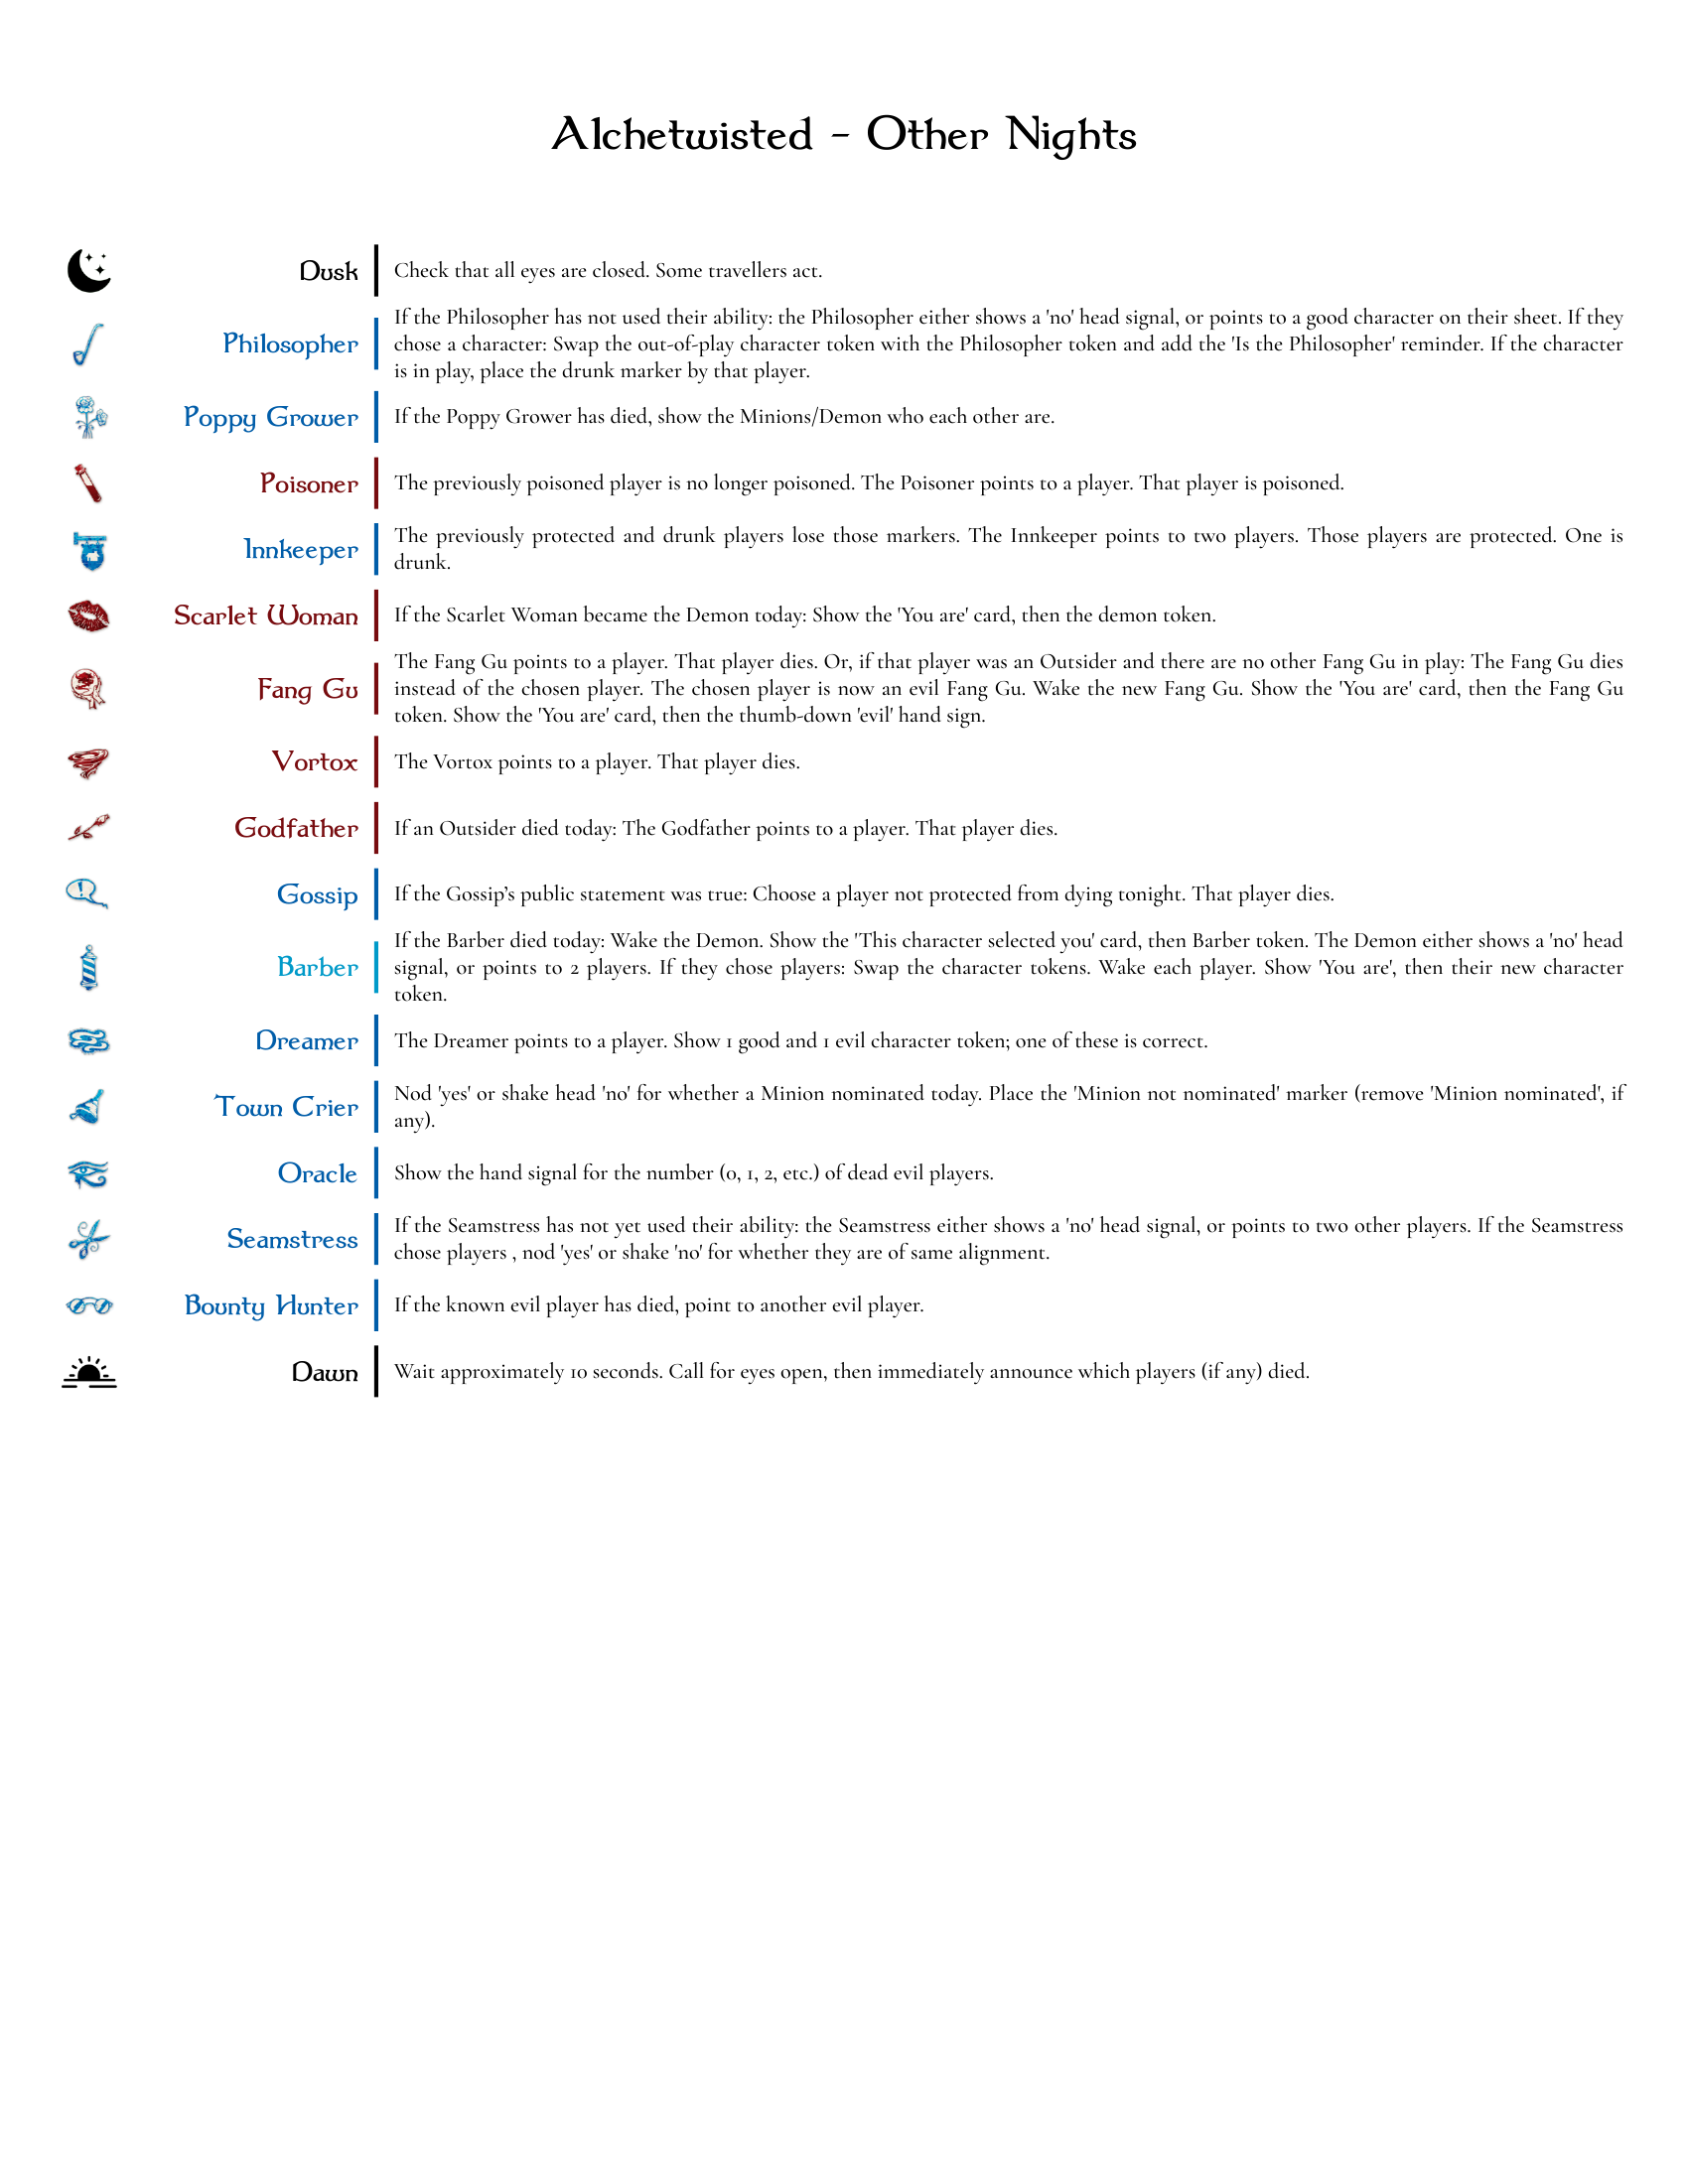 Alchetwisted - Other Nights
Dusk
Check that all eyes are closed. Some travellers act.
Philosopher
If the Philosopher has not used their ability: the Philosopher either shows a 'no' head signal, or points to a good character on their sheet. If they
chose a character: Swap the out-of-play character token with the Philosopher token and add the 'Is the Philosopher' reminder. If the character
is in play, place the drunk marker by that player.
Poppy Grower
If the Poppy Grower has died, show the Minions/Demon who each other are.
Poisoner
The previously poisoned player is no longer poisoned. The Poisoner points to a player. That player is poisoned.
Innkeeper
The previously protected and drunk players lose those markers. The Innkeeper points to two players. Those players are protected. One is
drunk.
Scarlet Woman
If the Scarlet Woman became the Demon today: Show the 'You are' card, then the demon token.
Fang Gu
The Fang Gu points to a player. That player dies. Or, if that player was an Outsider and there are no other Fang Gu in play: The Fang Gu dies
instead of the chosen player. The chosen player is now an evil Fang Gu. Wake the new Fang Gu. Show the 'You are' card, then the Fang Gu
token. Show the 'You are' card, then the thumb-down 'evil' hand sign.
Vortox
The Vortox points to a player. That player dies.
Godfather
If an Outsider died today: The Godfather points to a player. That player dies.
Gossip
If the Gossip’s public statement was true: Choose a player not protected from dying tonight. That player dies.
Barber
If the Barber died today: Wake the Demon. Show the 'This character selected you' card, then Barber token. The Demon either shows a 'no' head
signal, or points to 2 players. If they chose players: Swap the character tokens. Wake each player. Show 'You are', then their new character
token.
Dreamer
The Dreamer points to a player. Show 1 good and 1 evil character token; one of these is correct.
Town Crier
Nod 'yes' or shake head 'no' for whether a Minion nominated today. Place the 'Minion not nominated' marker (remove 'Minion nominated', if
any).
Oracle
Show the hand signal for the number (0, 1, 2, etc.) of dead evil players.
Seamstress
If the Seamstress has not yet used their ability: the Seamstress either shows a 'no' head signal, or points to two other players. If the Seamstress
chose players , nod 'yes' or shake 'no' for whether they are of same alignment.
Bounty Hunter
If the known evil player has died, point to another evil player.
Dawn
Wait approximately 10 seconds. Call for eyes open, then immediately announce which players (if any) died.